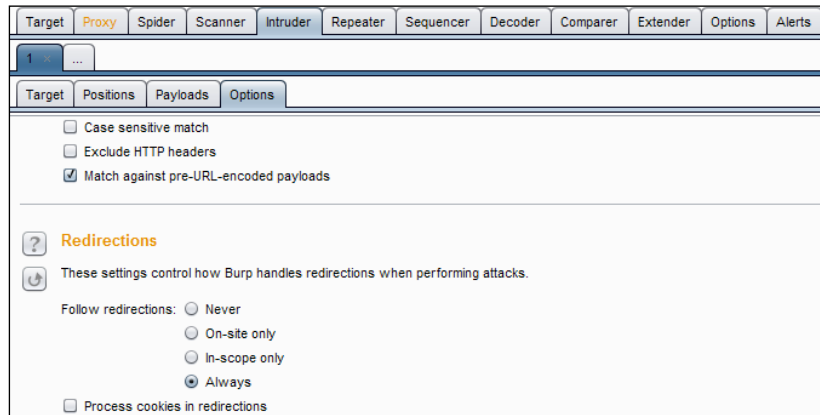 Target Proxy Spider Scanner Intruder Repeater Sequencer Decoder Comparer Extender Options Alerts
1 × ...
Target Positions Payloads Options
Case sensitive match
Exclude HTTP headers
Match against pre-URL-encoded payloads
? Redirections
These settings control how Burp handles redirections when performing attacks.
Follow redirections: Never
On-site only
In-scope only
Always
Process cookies in redirections